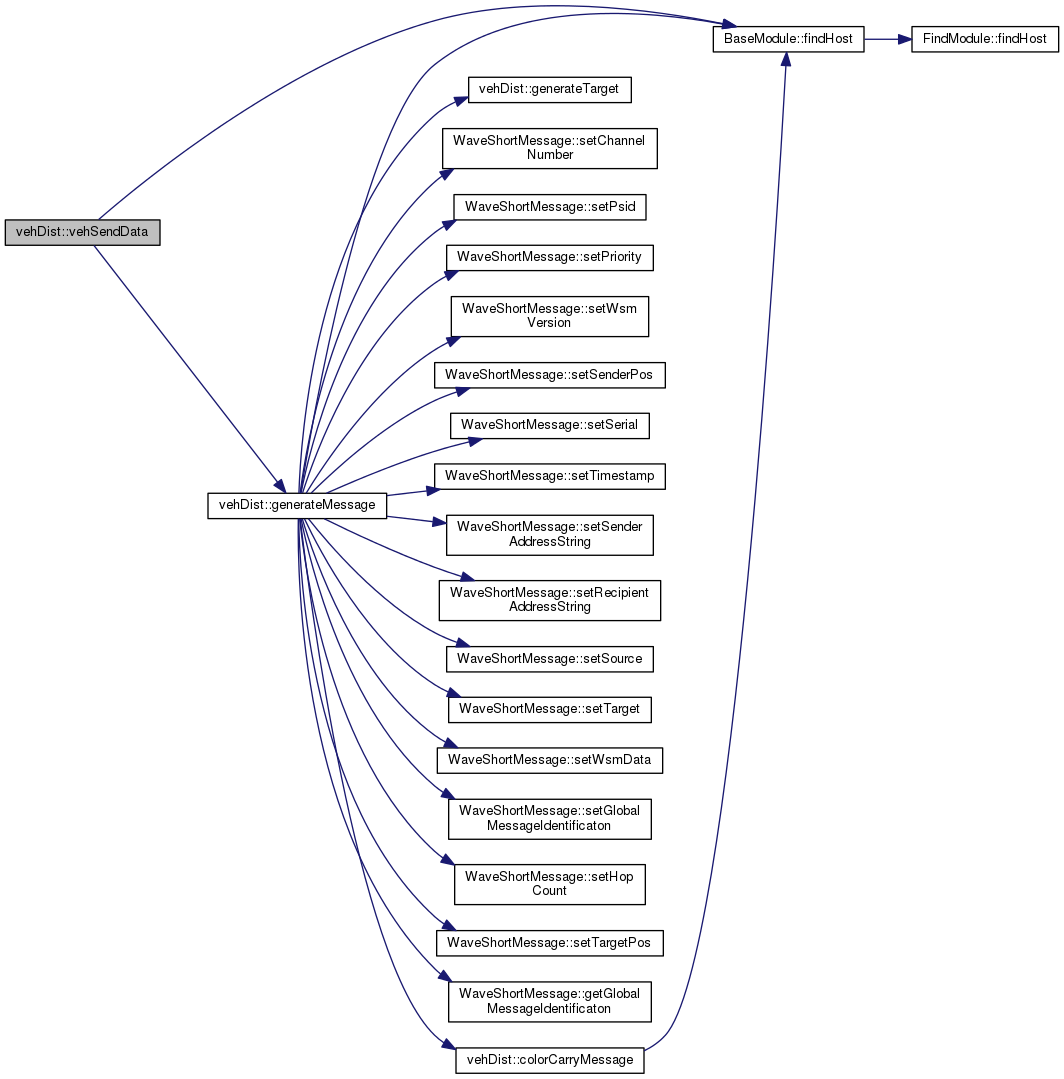 BaseModule::findHost
FindModule::findHost
vehDist::generateTarget
WaveShortMessage::setChannel
Number
WaveShortMessage::setPsid
vehDist::vehSendData
WaveShortMessage::setPriority
WaveShortMessage::setWsm
Version
WaveShortMessage::setSenderPos
WaveShortMessage::setSerial
WaveShortMessage::setTimestamp
vehDist::generateMessage
WaveShortMessage::setSender
AddressString
WaveShortMessage::setRecipient
AddressString
WaveShortMessage::setSource
WaveShortMessage::setTarget
WaveShortMessage::setWsmData
WaveShortMessage::setGlobal
MessageIdentificaton
WaveShortMessage::setHop
Count
WaveShortMessage::setTargetPos
WaveShortMessage::getGlobal
MessageIdentificaton
vehDist::colorCarryMessage